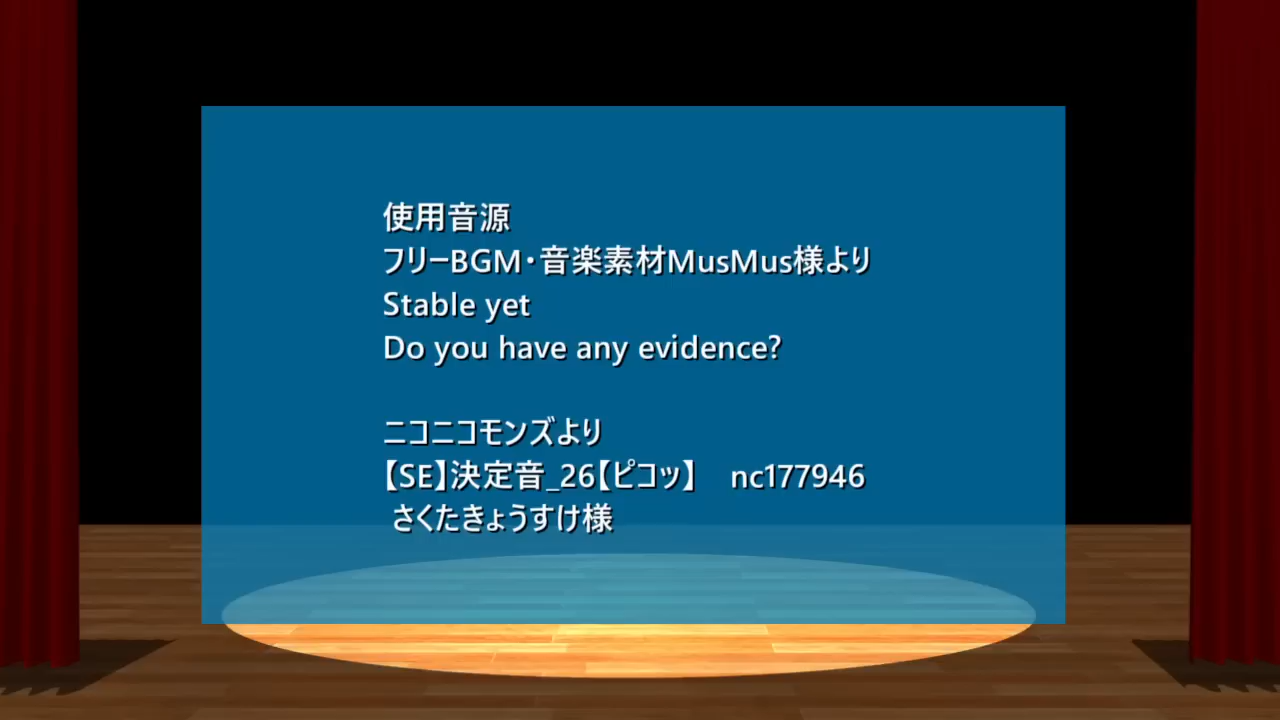 使用音源
フリーBGM・音楽素材MusMus様より
Stable yet
Do you have any evidence?
ニコニコモンズより
【SE】決定音_26【ピコッ】　nc177946
さくたきょうすけ様